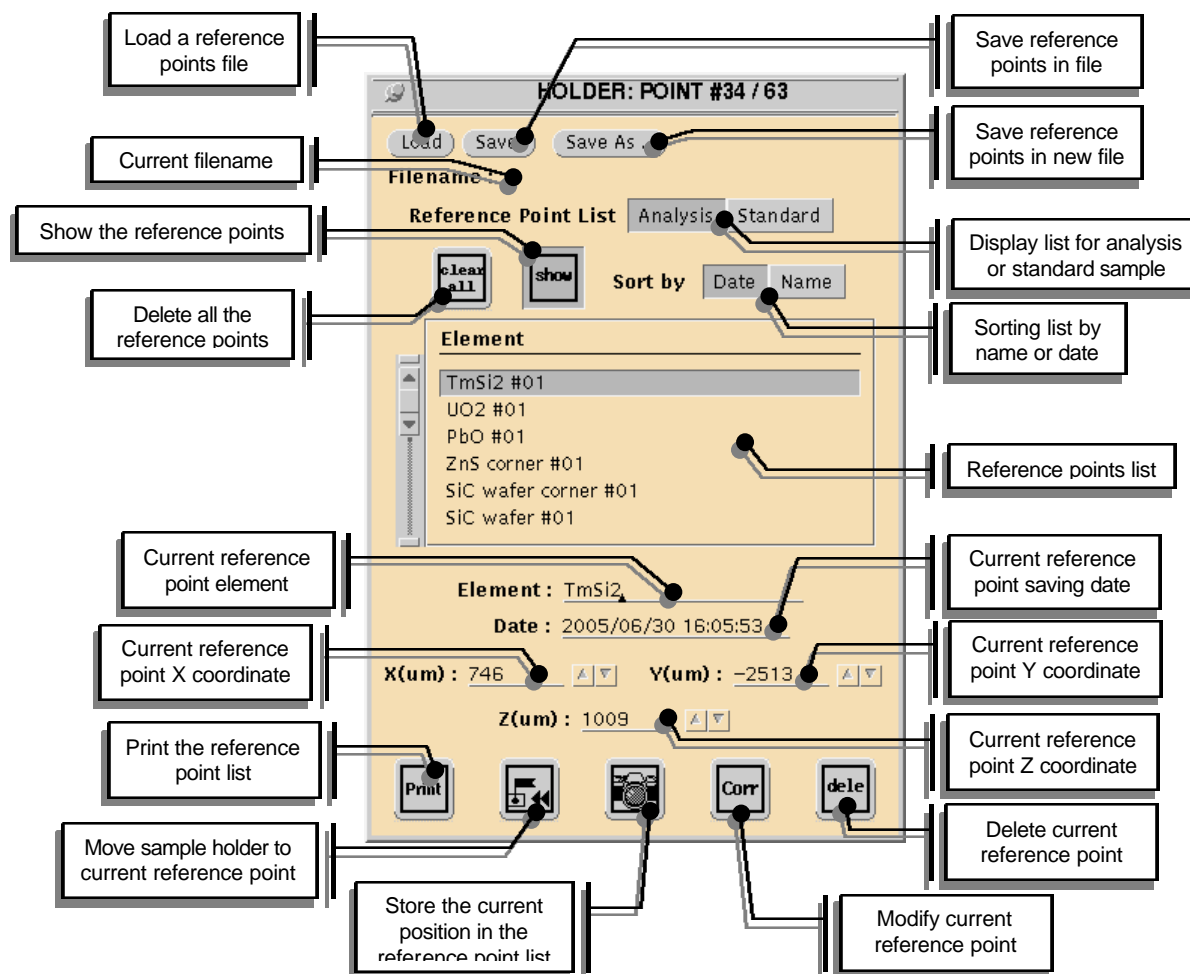 Load a reference
points file
Save reference
points in file
HOLDER: POINT #34 / 63
Load
Save
Save As ...
Save reference
points in new file
Current filename
Filename :
Show the reference points
Reference Point List
Analysis
Standard
Display list for analysis
or standard sample
clear
all
show
Sort by
Date
Name
Delete all the
reference points
Sorting list by
name or date
Element
TmSi2 #01
UO2 #01
PbO #01
ZnS corner #01
SiC wafer corner #01
SiC wafer #01
Reference points list
Current reference
point element
Current reference
point saving date
Element : TmSi2
Date : 2005/06/30 16:05:53
Current reference
point X coordinate
X(um) : 746
Y(um) : -2513
Current reference
point Y coordinate
Z(um) : 1009
Print the reference
point list
Current reference
point Z coordinate
Print
Corr
dele
Move sample holder to
current reference point
Delete current
reference point
Store the current
position in the
reference point list
Modify current
reference point